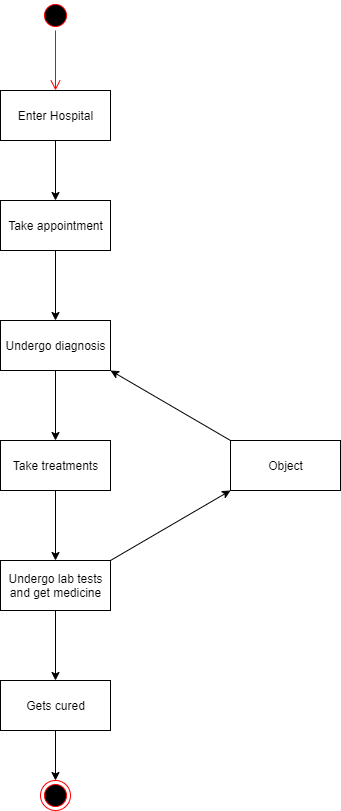 Enter Hospital
Take appointment
Undergo diagnosis
Take treatments
Object
Undergo lab tests
and get medicine
Gets cured